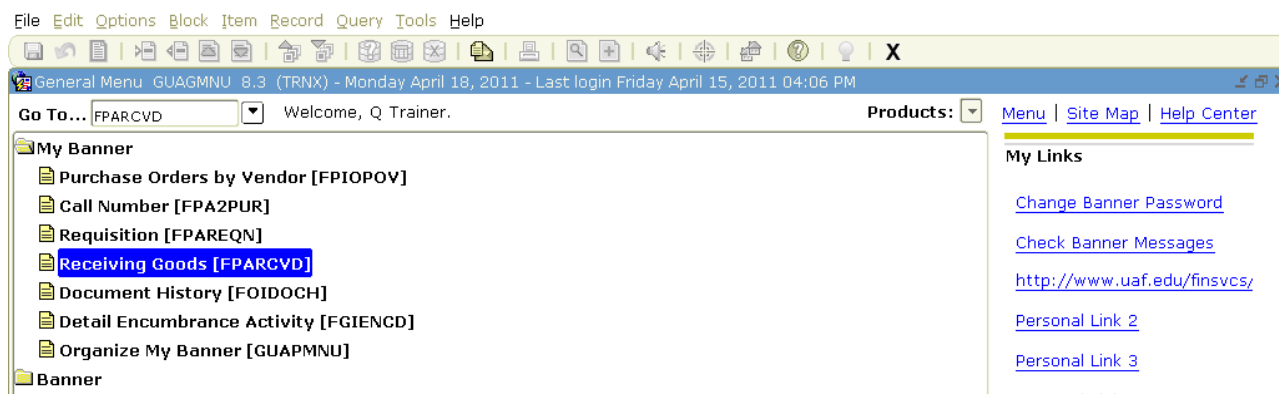 File Edit Options Block Item Record Query Tools Help
X
General Menu GUAGMNU 8.3 (TRNX) - Monday April 18, 2011 - Last login Friday April 15, 2011 04:06 PM
Go To... FPARCVD Welcome, Q Trainer. Products: Menu | Site Map | Help Center
My Banner
Purchase Orders by Vendor [FPIOPOV]
Call Number [FPA2PUR]
Requisition [FPAREQN]
Receiving Goods [FPARCVD]
Document History [FOIDOCH]
Detail Encumbrance Activity [FGIENCD]
Organize My Banner [GUAPMNU]
Banner
My Links
Change Banner Password
Check Banner Messages
http://www.uaf.edu/finsvcs/
Personal Link 2
Personal Link 3